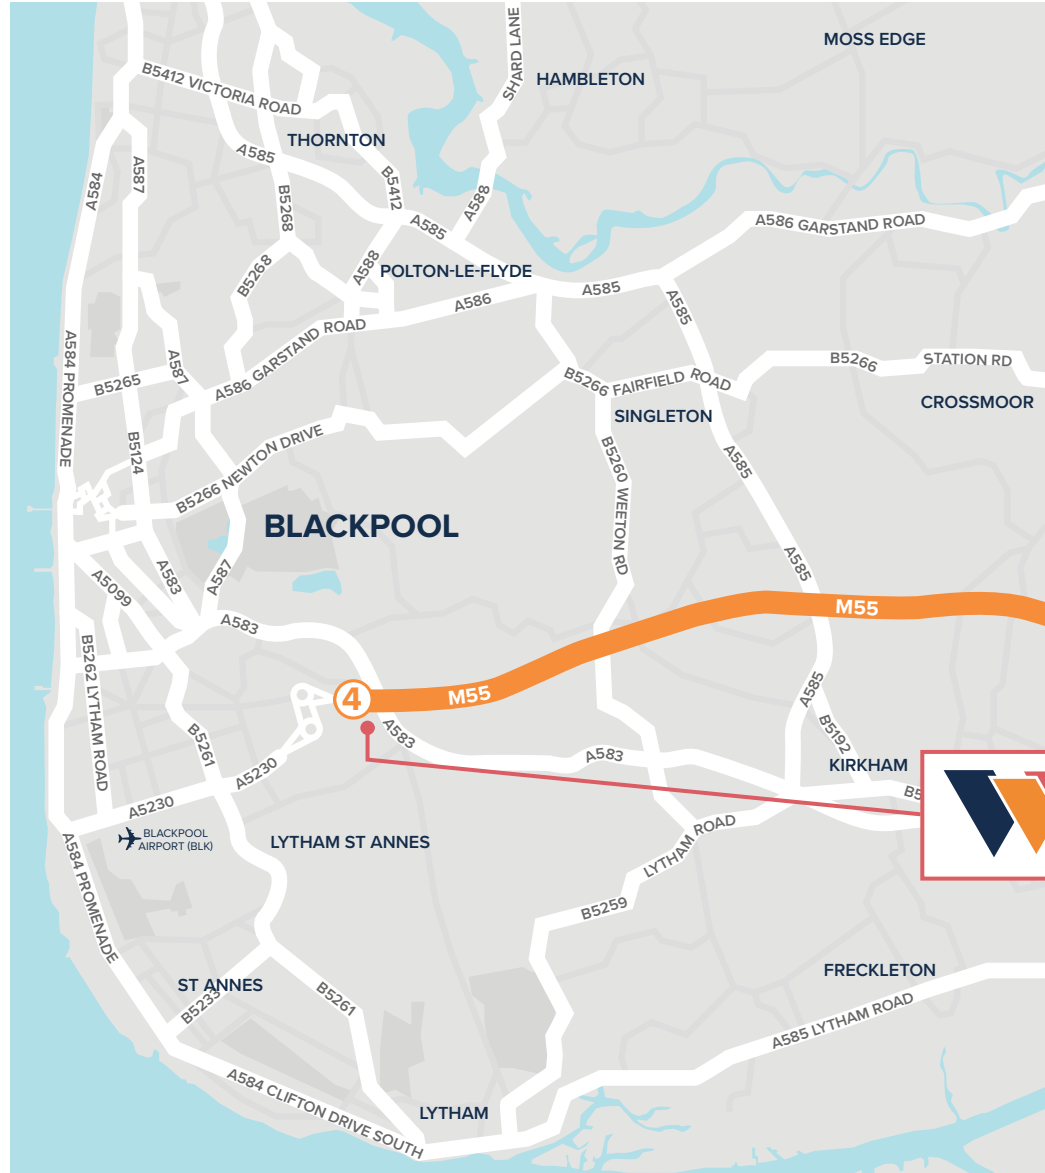 MOSS EDGE
SHARD LANE
HAMBLETON
B5412 VICTORIA ROAD
THORNTON
A585
A587
A584
B5412
B5268
A588
A585
A586 GARSTAND ROAD
B5268
A588
POLTON-LE-FLYDE
A586
A585
A585
A584 PROMENADE
A586 GARSTAND ROAD
B5265
A587
B5266
STATION RD
B5266 FAIRFIELD ROAD
CROSSMOOR
SINGLETON
B5124
B5266 NEWTON DRIVE
A585
B5260 WEETON RD
BLACKPOOL
A583
A587
A5099
A585
M55
A583
B5262 LYTHAM ROAD
4
M55
A585
B5192
B5261
A583
A583
KIRKHAM
A5230
B5
A5230
BLACKPOOL
AIRPORT (BLK)
LYTHAM ST ANNES
LYTHAM ROAD
A584 PROMENADE
B5259
FRECKLETON
ST ANNES
B5233
B5261
A585 LYTHAM ROAD
A584 CLIFTON DRIVE SOUTH
LYTHAM